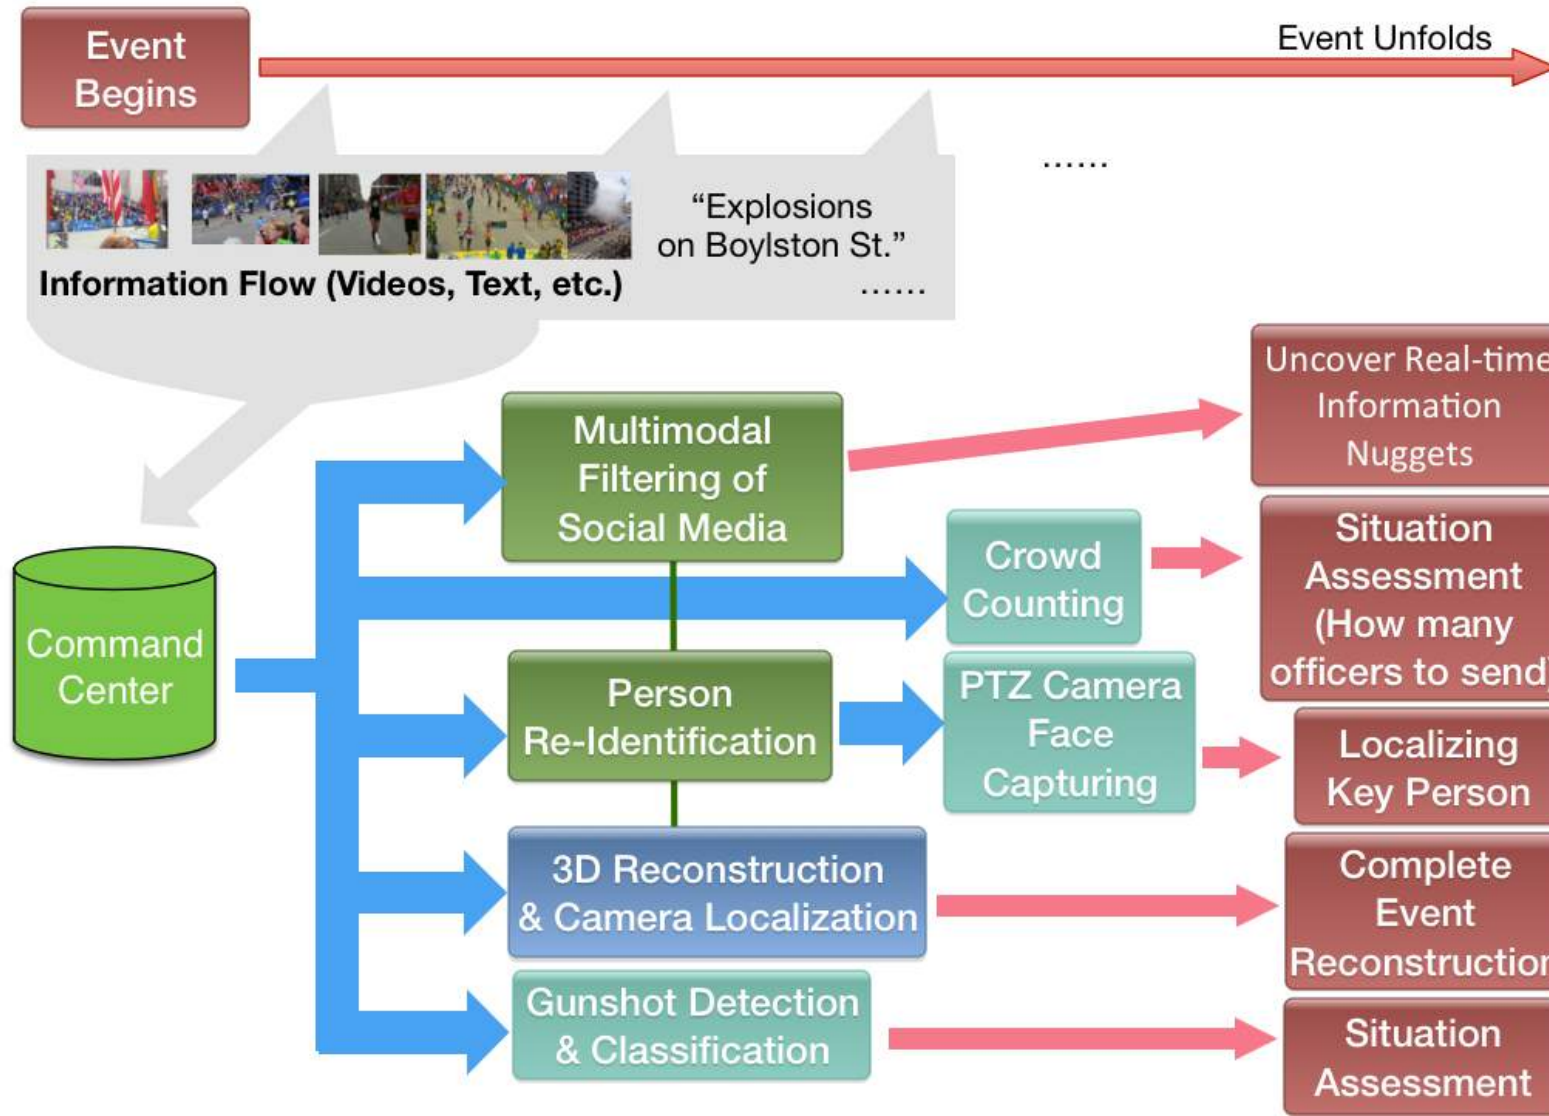 Event
Begins
Event Unfolds
......
“Explosions
on Boylston St.”
Information Flow (Videos, Text, etc.)
......
Uncover Real-time
Information
Nuggets
Multimodal
Filtering of
Social Media
Crowd
Counting
Situation
Assessment
(How many
officers to send)
Command
Center
Person
Re-Identification
PTZ Camera
Face
Capturing
Localizing
Key Person
3D Reconstruction
& Camera Localization
Complete
Event
Reconstruction
Gunshot Detection
& Classification
Situation
Assessment